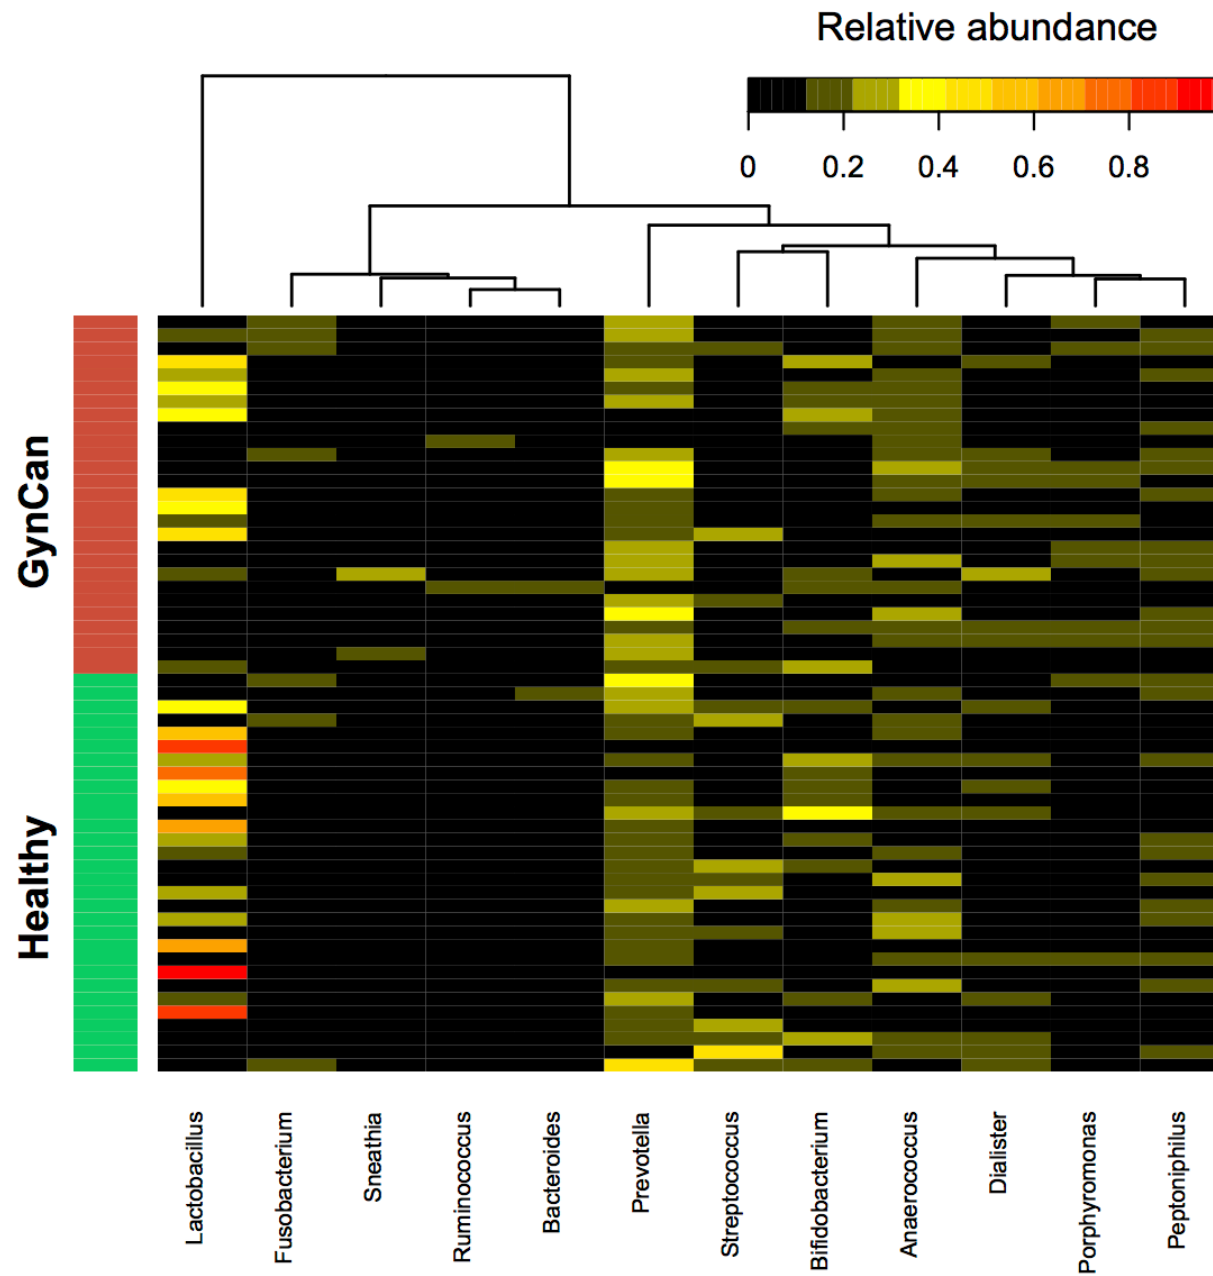 Relative abundance
0 0.2 0.4 0.6 0.8
GynCan
Healthy
Lactobacillus
Fusobacterium
Sneathia
Ruminococcus
Bacteroides
Prevotella
Streptococcus
Bifidobacterium
Anaerococcus
Dialister
Porphyromonas
Peptoniphilus